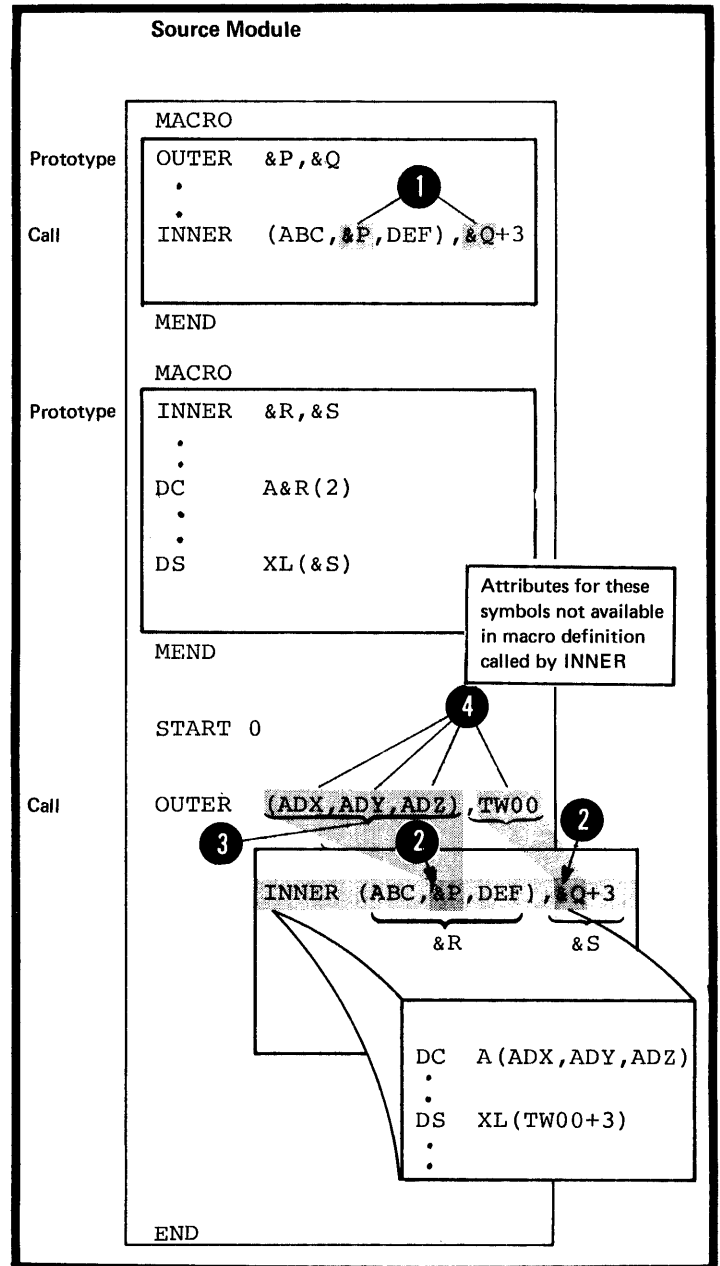 Source Module
MACRO
Prototype OUTER &P,&Q
1
Call INNER (ABC,&P,DEF),&Q+3
MEND
MACRO
Prototype INNER &R,&S
DC A&R(2)
DS XL(&S)
Attributes for these
symbols not available
in macro definition
called by INNER
MEND
4
START 0
Call OUTER (ADX,ADY,ADZ),TW00
3 2 2
INNER (ABC,&P,DEF),&Q+3
&R &S
DC A(ADX,ADY,ADZ)
DS XL(TW00+3)
END